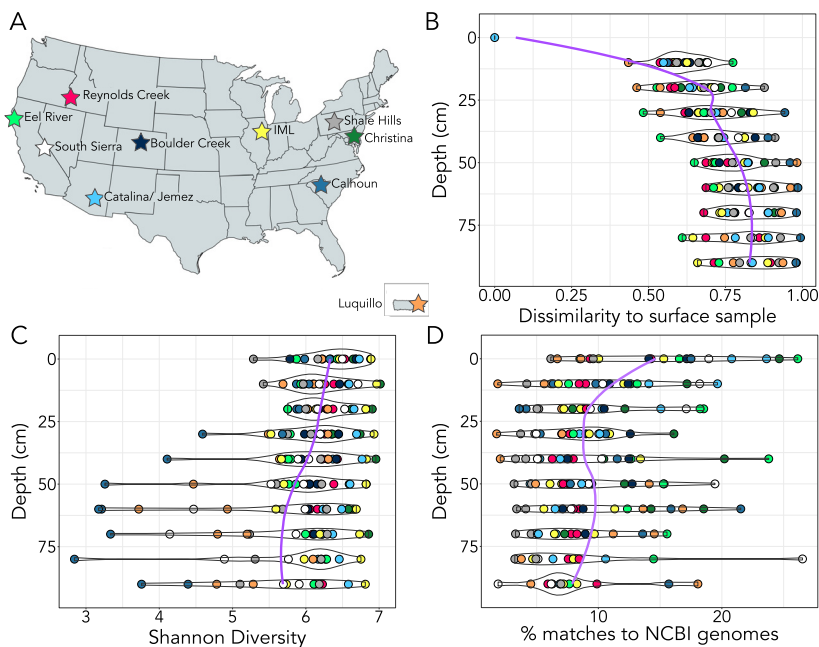 A
Reynolds Creek
Eel River
South Sierra
Boulder Creek
IML
Shale Hills
Christina
Catalina/ Jemez
Calhoun
Luquillo
B
Depth (cm)
0
25
50
75
0.00 0.25 0.50 0.75 1.00
Dissimilarity to surface sample
C
Depth (cm)
0
25
50
75
3 4 5 6 7
Shannon Diversity
D
Depth (cm)
0
25
50
75
10 20
% matches to NCBI genomes